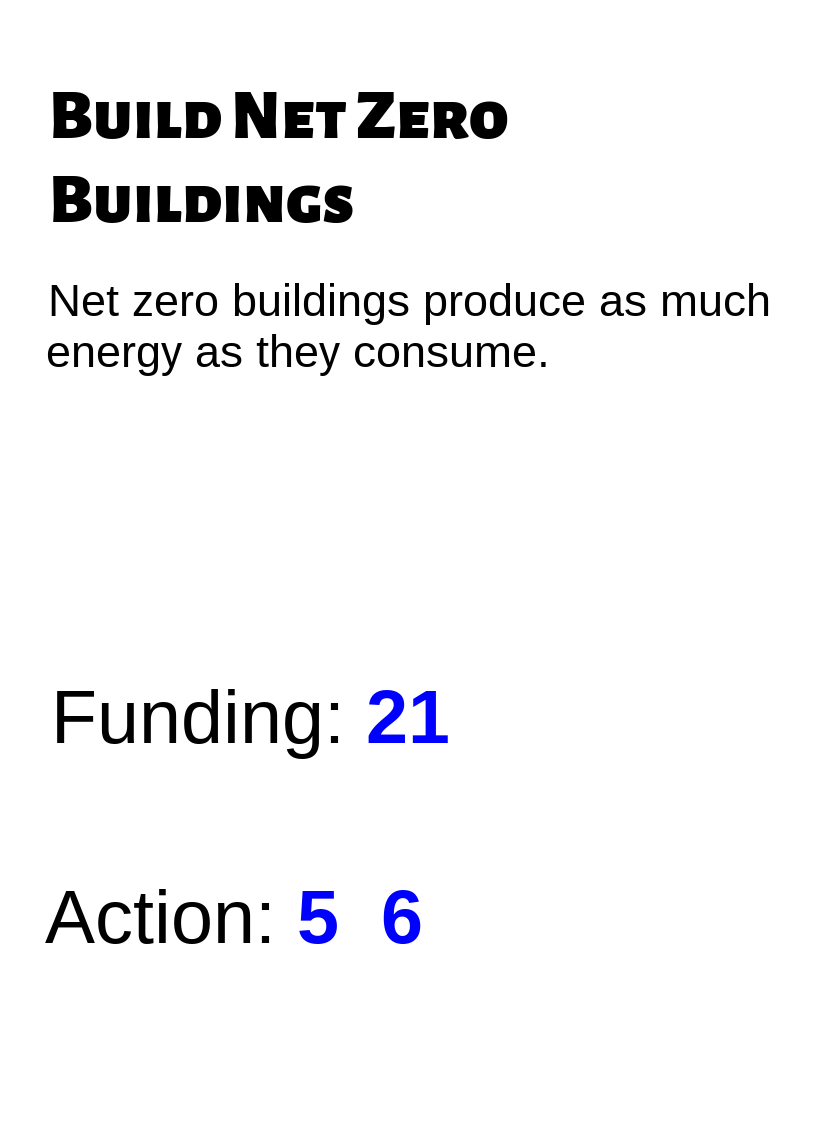 Build Net Zero
Buildings
Net zero buildings produce as much
energy as they consume.
Funding: 21
Action: 5 6